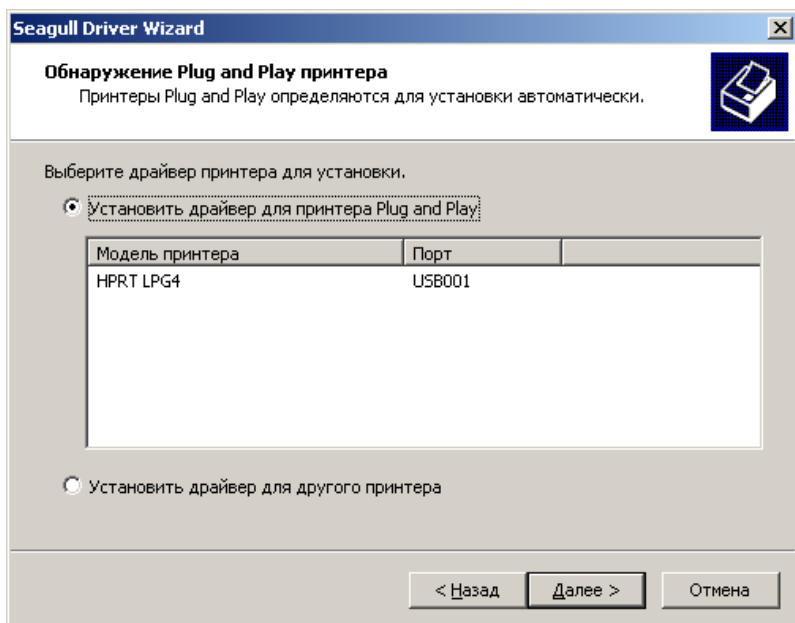 Seagull Driver Wizard
Обнаружение Plug and Play принтера
Принтеры Plug and Play определяются для установки автоматически.
Выберите драйвер принтера для установки.
Установить драйвер для принтера Plug and Play
Модель принтера Порт
HPRT LPG4 USB001
Установить драйвер для другого принтера
< Назад Далее > Отмена